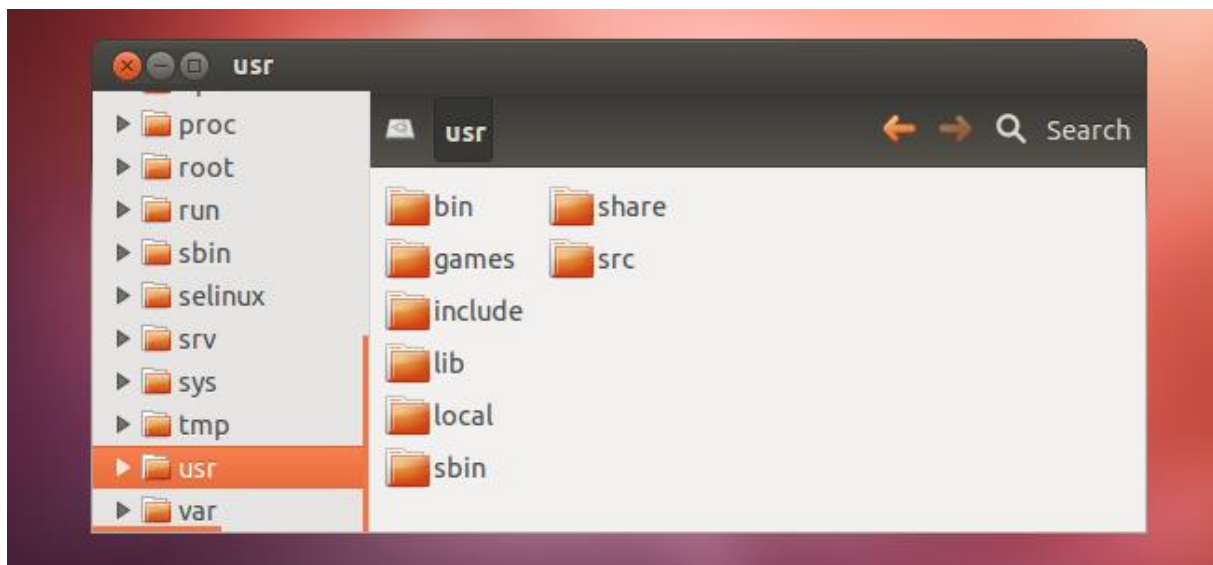 usr
proc
root
run
sbin
selinux
srv
sys
tmp
usr
var
usr
Search
bin
share
games
src
include
lib
local
sbin